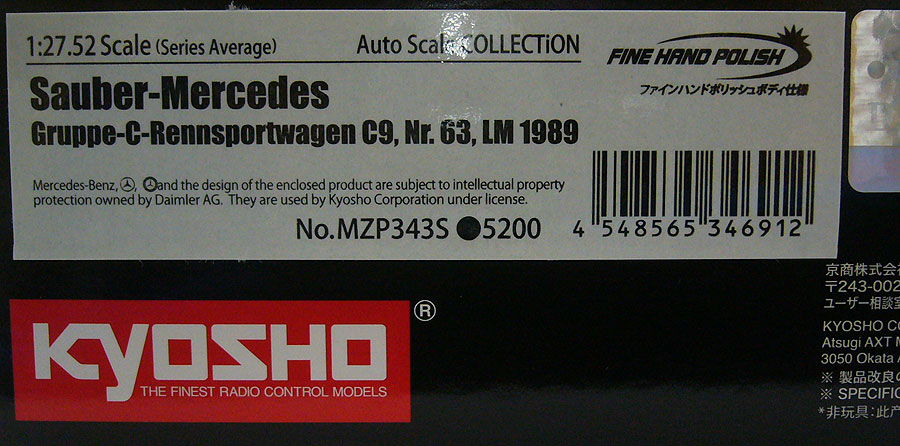 1:27.52 Scale (Series Average) Auto Scale COLLECTiON
FINE HAND POLISH
ファインハンドポリッシュボディ仕様
Sauber-Mercedes
Gruppe-C-Rennsportwagen C9, Nr. 63, LM 1989
Mercedes-Benz, and the design of the enclosed product are subject to intellectual property
protection owned by Daimler AG. They are used by Kyosho Corporation under license.
No.MZP343S ●5200
4 548565 346912
KYOSHO ®
THE FINEST RADIO CONTROL MODELS
京商株式会
〒243-002
ユーザー相談室
KYOSHO CO
Atsugi AXT M
3050 Okata A
※ 製品改良の
※ SPECIFIC
*非玩具:此产